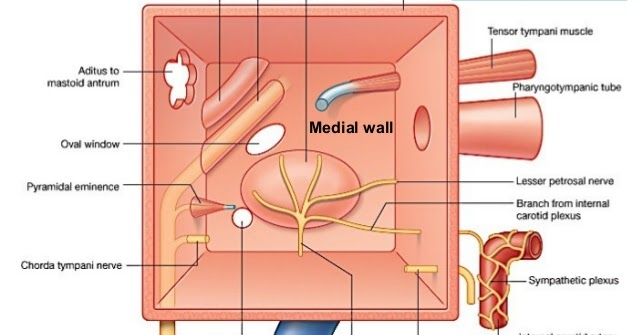 Tensor tympani muscle
Aditus to
mastoid antrum
Pharyngotympanic tube
Medial wall
Oval window
Pyramidal eminence
Lesser petrosal nerve
Branch from internal
carotid plexus
Chorda tympani nerve
Sympathetic plexus